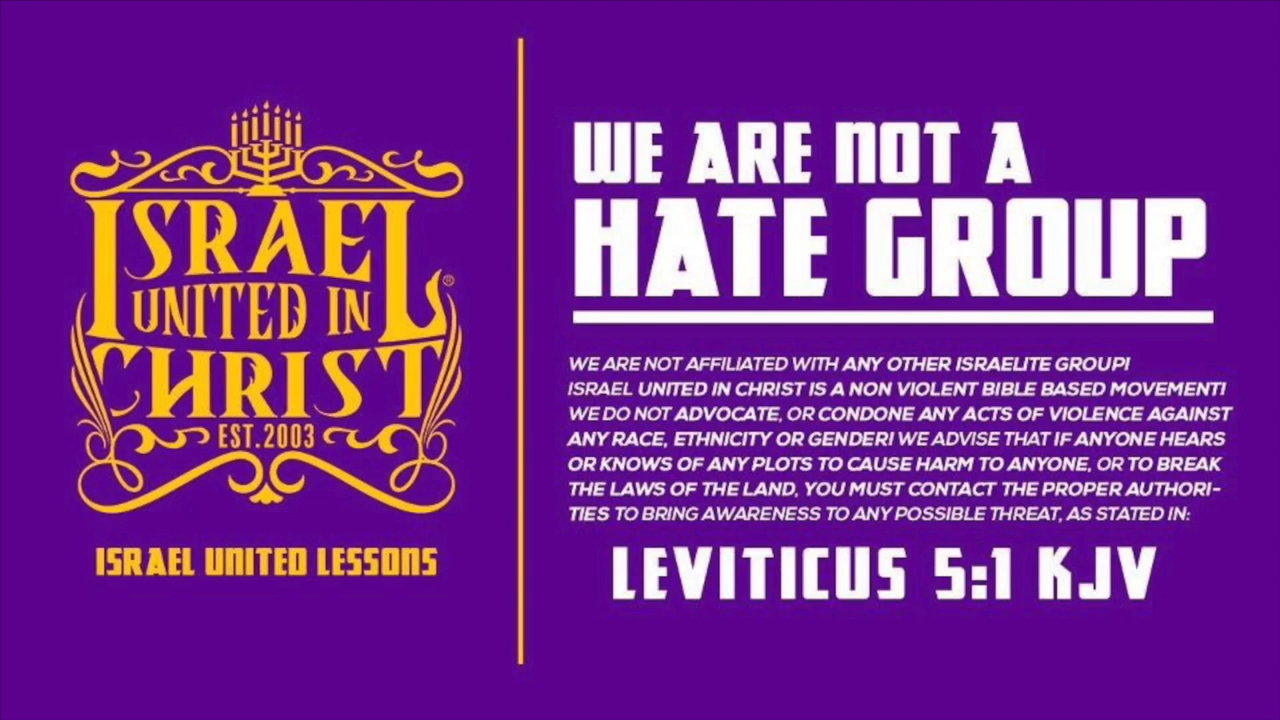 ISRAEL
UNITED IN
CHRIST
EST.2003
ISRAEL UNITED LESSONS
WE ARE NOT A
HATE GROUP
WE ARE NOT AFFILIATED WITH ANY OTHER ISRAELITE GROUP!
ISRAEL UNITED IN CHRIST IS A NON VIOLENT BIBLE BASED MOVEMENT!
WE DO NOT ADVOCATE, OR CONDONE ANY ACTS OF VIOLENCE AGAINST
ANY RACE, ETHNICITY OR GENDER! WE ADVISE THAT IF ANYONE HEARS
OR KNOWS OF ANY PLOTS TO CAUSE HARM TO ANYONE, OR TO BREAK
THE LAWS OF THE LAND, YOU MUST CONTACT THE PROPER AUTHORI-
TIES TO BRING AWARENESS TO ANY POSSIBLE THREAT, AS STATED IN:
LEVITICUS 5:1 KJV